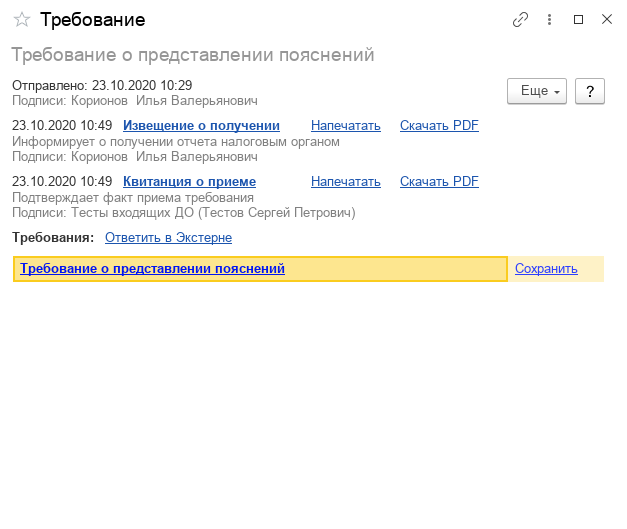 Требование
Требование о представлении пояснений
Отправлено: 23.10.2020 10:29
Подписи: Корионов Илья Валерьянович
Еще
?
23.10.2020 10:49 Извещение о получении Напечатать Скачать PDF
Информирует о получении отчета налоговым органом
Подписи: Корионов Илья Валерьянович
23.10.2020 10:49 Квитанция о приеме Напечатать Скачать PDF
Подтверждает факт приема требования
Подписи: Тесты входящих ДО (Тестов Сергей Петрович)
Требования: Ответить в Экстерне
Требование о представлении пояснений Сохранить